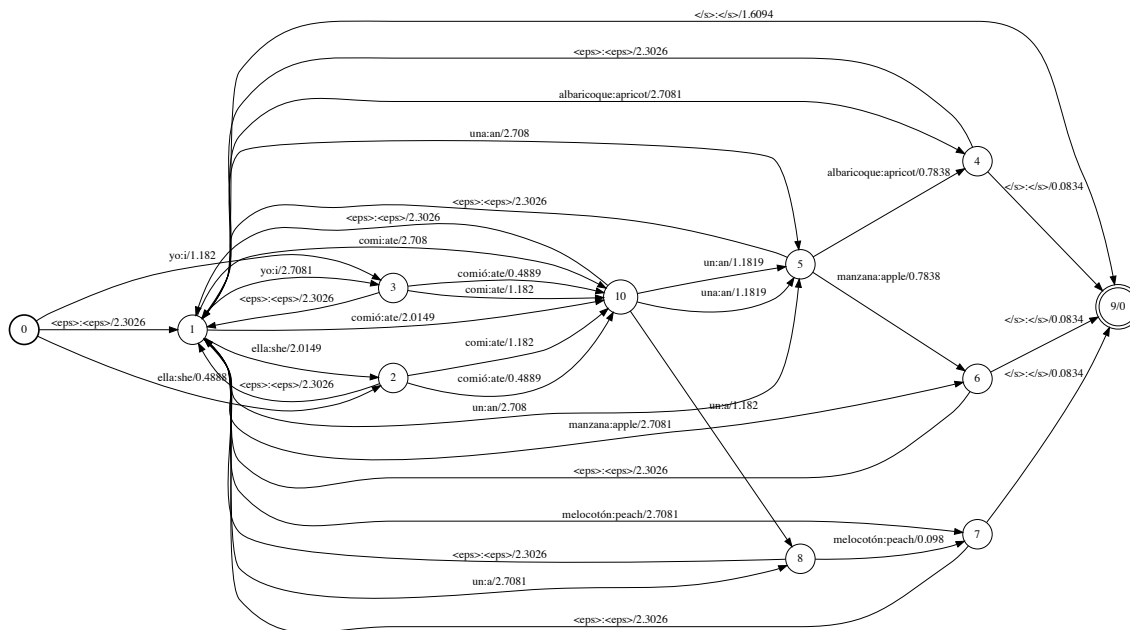 </s>:</s>/1.6094
<eps>:<eps>/2.3026
albaricoque:apricot/2.7081
una:an/2.708
4
albaricoque:apricot/0.7838
</s>:</s>/0.0834
<eps>:<eps>/2.3026
<eps>:<eps>/2.3026
yo:i/1.182
comi:ate/2.708
un:an/1.1819
5
yo:i/2.7081
comió:ate/0.4889
manzana:apple/0.7838
3
comi:ate/1.182
una:an/1.1819
10
<eps>:<eps>/2.3026
9/0
comió:ate/2.0149
</s>:</s>/0.0834
0
<eps>:<eps>/2.3026
1
comi:ate/1.182
ella:she/2.0149
</s>:</s>/0.0834
ella:she/0.4888
<eps>:<eps>/2.3026
2
comió:ate/0.4889
6
un:an/2.708
un:a/1.182
manzana:apple/2.7081
<eps>:<eps>/2.3026
melocotón:peach/2.7081
7
melocotón:peach/0.098
<eps>:<eps>/2.3026
8
un:a/2.7081
<eps>:<eps>/2.3026